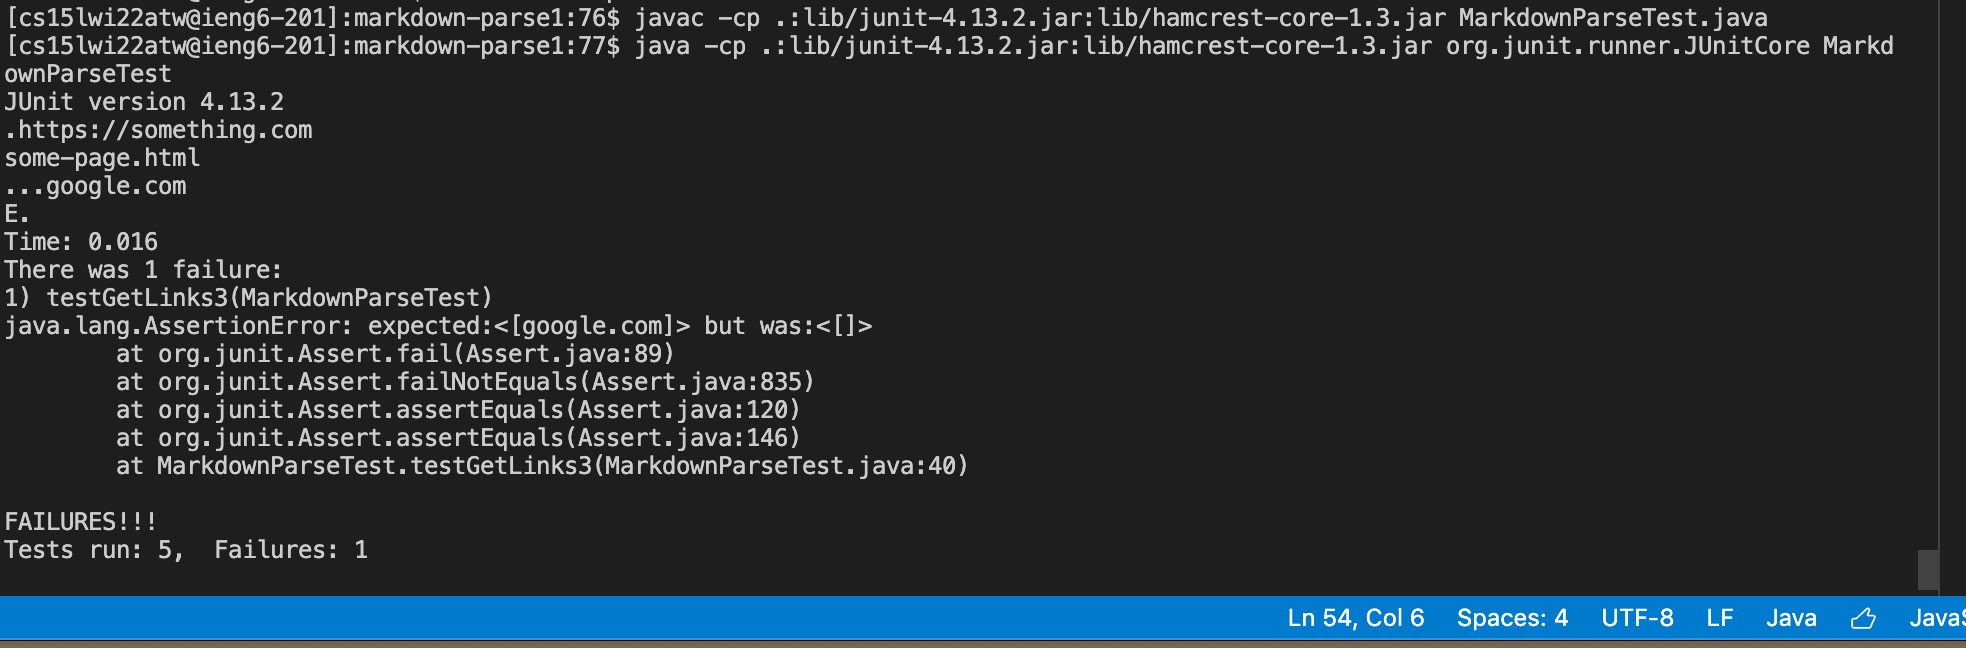 [cs15lwi22atw@ieng6-201]:markdown-parse1:76$ javac -cp .:lib/junit-4.13.2.jar:lib/hamcrest-core-1.3.jar MarkdownParseTest.java
[cs15lwi22atw@ieng6-201]:markdown-parse1:77$ java -cp .:lib/junit-4.13.2.jar:lib/hamcrest-core-1.3.jar org.junit.runner.JUnitCore Markd
ownParseTest
JUnit version 4.13.2
.https://something.com
some-page.html
...google.com
E.
Time: 0.016
There was 1 failure:
1) testGetLinks3(MarkdownParseTest)
java.lang.AssertionError: expected:<[google.com]> but was:<[]>
        at org.junit.Assert.fail(Assert.java:89)
        at org.junit.Assert.failNotEquals(Assert.java:835)
        at org.junit.Assert.assertEquals(Assert.java:120)
        at org.junit.Assert.assertEquals(Assert.java:146)
        at MarkdownParseTest.testGetLinks3(MarkdownParseTest.java:40)
FAILURES!!!
Tests run: 5,  Failures: 1
Ln 54, Col 6 Spaces: 4 UTF-8 LF Java JavaS